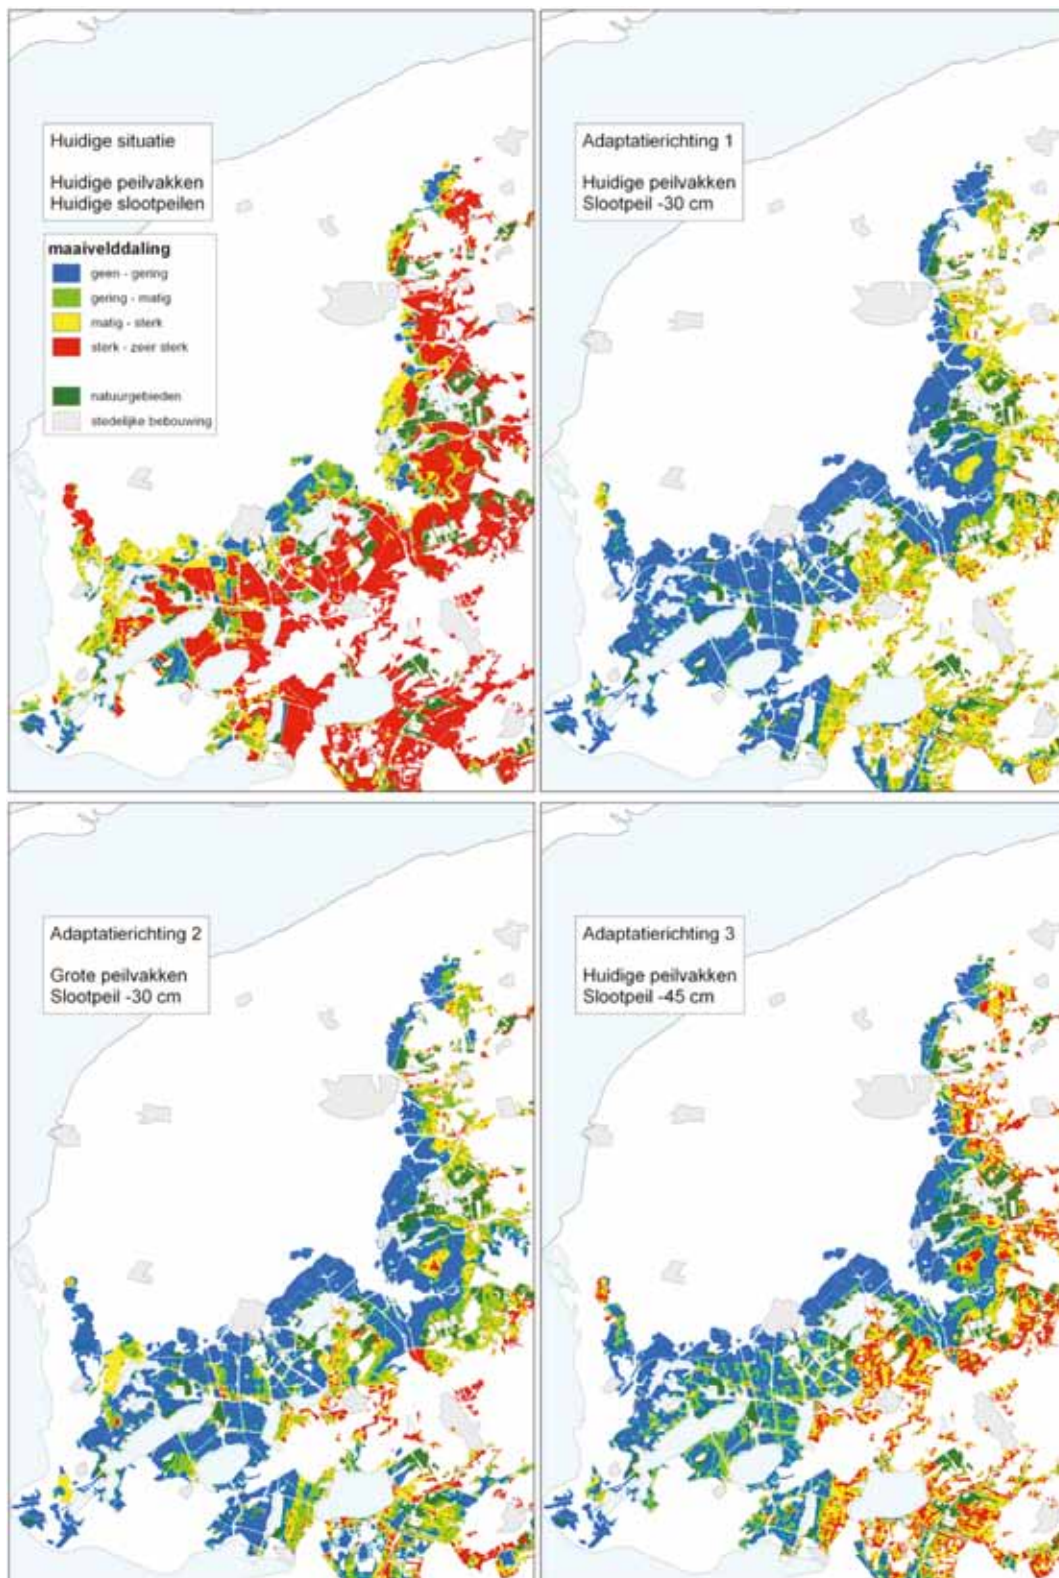 Huidige situatie
Huidige peilvakken
Huidige slootpeilen
maaivelddaling
geen - gering
gering - matig
matig - sterk
sterk - zeer sterk
natuurgebieden
stedelijke bebouwing
Adaptatierichting 1
Huidige peilvakken
Slootpeil -30 cm
Adaptatierichting 2
Grote peilvakken
Slootpeil -30 cm
Adaptatierichting 3
Huidige peilvakken
Slootpeil -45 cm